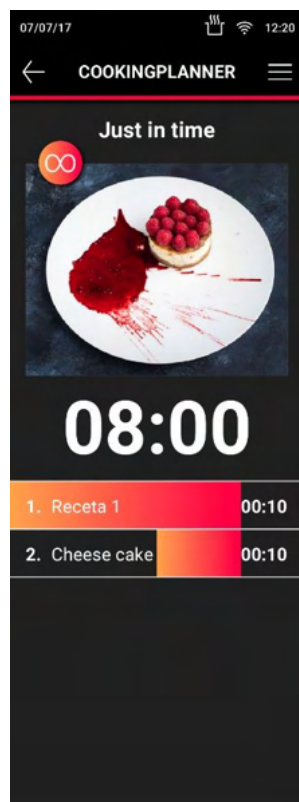 07/07/17 12:20
COOKINGPLANNER
Just in time
08:00
1. Receta 1 00:10
2. Cheese cake 00:10